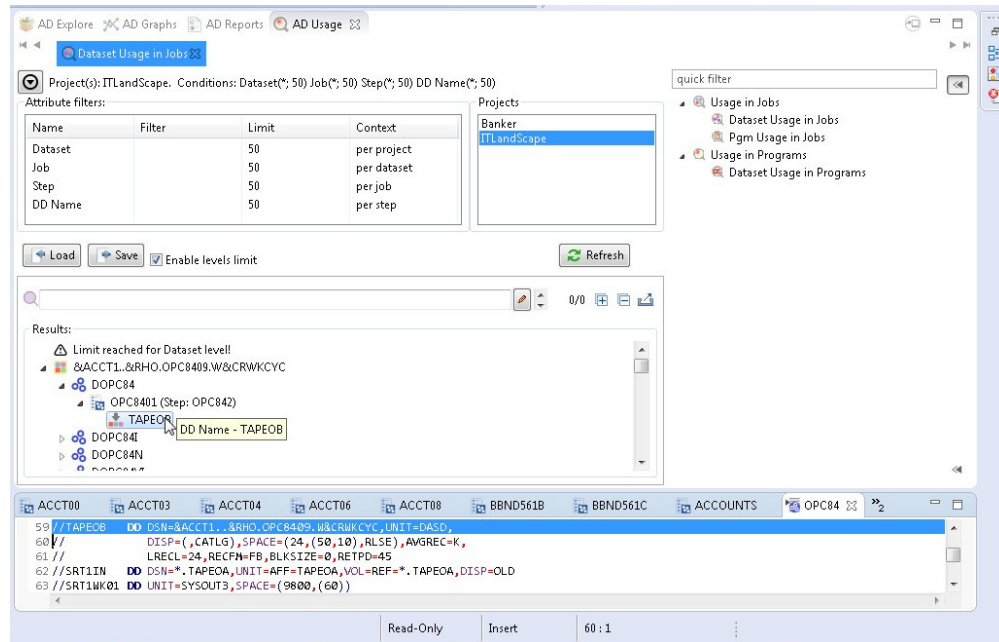 AD Explore AD Graphs AD Reports AD Usage
Dataset Usage in Jobs
Project(s): ITLandScape. Conditions: Dataset(*; 50) Job(*; 50) Step(*; 50) DD Name(*; 50)
quick filter
Attribute filters:
Projects
Name Filter Limit Context
Dataset 50 per project
Job 50 per dataset
Step 50 per job
DD Name 50 per step
Banker
ITLandScape
Usage in Jobs
Dataset Usage in Jobs
Pgm Usage in Jobs
Usage in Programs
Dataset Usage in Programs
Load Save Enable levels limit Refresh
0/0
Results:
Limit reached for Dataset level!
&ACCT1..&RHO.OPC8409.W&CRWKCYC
DOPC84
OPC8401 (Step: OPC842)
TAPEOB
DD Name - TAPEOB
DOPC84I
DOPC84N
ACCT00 ACCT03 ACCT04 ACCT06 ACCT08 BBND561B BBND561C ACCOUNTS OPC84 »2
59 //TAPEOB DD DSN=&ACCT1..&RHO.OPC8409.W&CRWKCYC,UNIT=DASD,
60 // DISP=(,CATLG),SPACE=(24,(50,10),RLSE),AVGREC=K,
61 // LRECL=24,RECFM=FB,BLKSIZE=0,RETPD=45
62 //SRT1IN DD DSN=*.TAPEOA,UNIT=AFF=TAPEOA,VOL=REF=*.TAPEOA,DISP=OLD
63 //SRT1WK01 DD UNIT=SYSOUT3,SPACE=(9800,(60))
Read-Only Insert 60 : 1